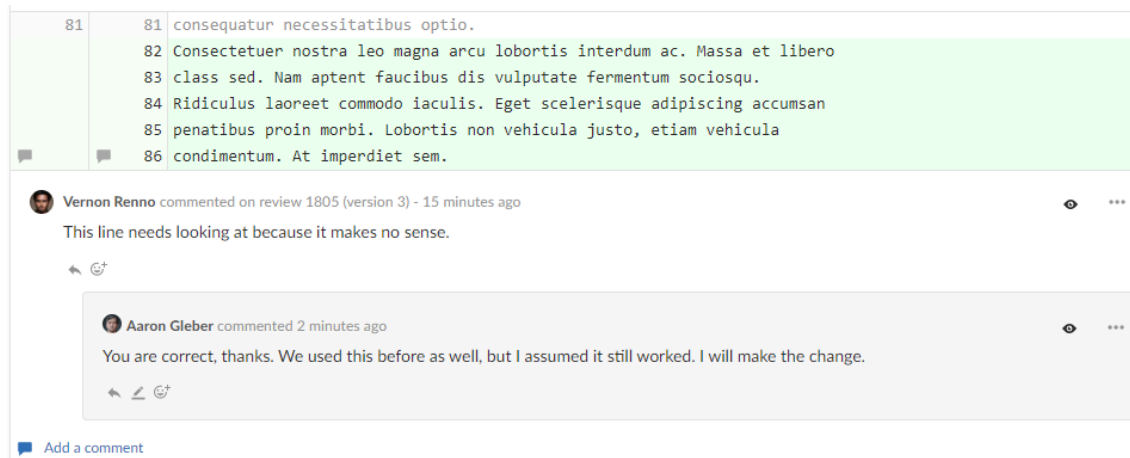 81 81 consequatur necessitatibus optio.
82 Consectetuer nostra leo magna arcu lobortis interdum ac. Massa et libero
83 class sed. Nam aptent faucibus dis vulputate fermentum sociosqu.
84 Ridiculus laoreet commodo iaculis. Eget scelerisque adipiscing accumsan
85 penatibus proin morbi. Lobortis non vehicula justo, etiam vehicula
86 condimentum. At imperdiet sem.
Vernon Renno commented on review 1805 (version 3) - 15 minutes ago
This line needs looking at because it makes no sense.
Aaron Gleber commented 2 minutes ago
You are correct, thanks. We used this before as well, but I assumed it still worked. I will make the change.
Add a comment